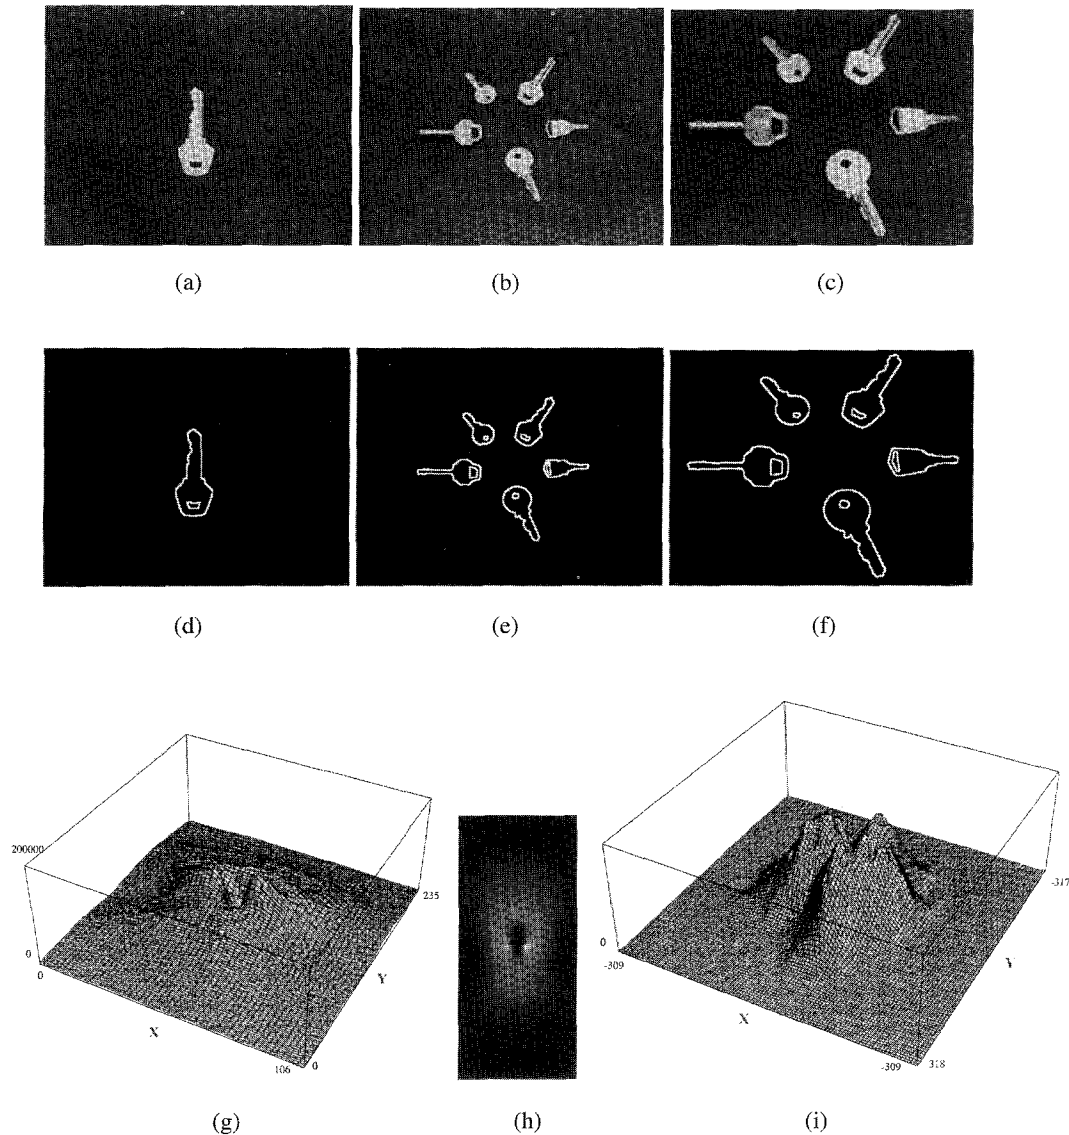 (a) (b) (c)
(d) (e) (f)
200000
0
0
X
106
0
Y
235
0
-309
X
-309
318
Y
-317
(g) (h) (i)